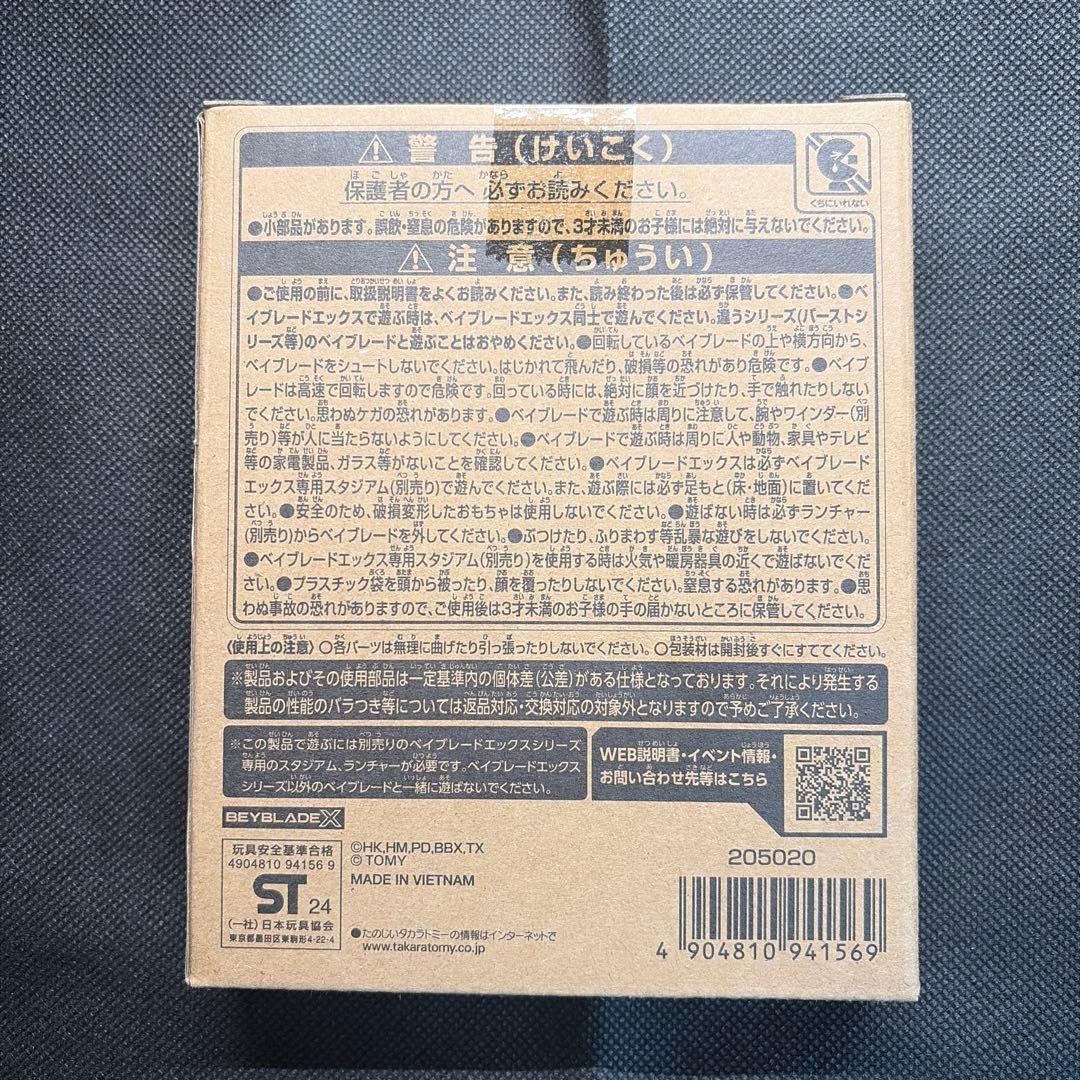 警告(けいこく)
くちにいれない
保護者の方へ 必ずお読みください。
●小部品があります。誤飲・窒息の危険がありますので、3才未満のお子様には絶対に与えないでください。
注意(ちゅうい)
●ご使用の前に、取扱説明書をよくお読みください。また、読み終わった後は必ず保管してください。●ベ
イブレードエックスで遊ぶ時は、ベイブレードエックス同士で遊んでください。違うシリーズ(バーストシ
リーズ等)のベイブレードと遊ぶことはおやめください。●回転しているベイブレードの上や横方向から、
ベイブレードをシュートしないでください。はじかれて飛んだり、破損等の恐れがあり危険です。●ベイブ
レードは高速で回転しますので危険です。回っている時には、絶対に顔を近づけたり、手で触れたりしない
でください。思わぬケガの恐れがあります。●ベイブレードで遊ぶ時は周りに注意して、腕やワインダー(別
売り)等が人に当たらないようにしてください。●ベイブレードで遊ぶ時は周りに人や動物、家具やテレビ
等の家電製品、ガラス等がないことを確認してください。●ベイブレードエックスは必ずベイブレード
エックス専用スタジアム(別売り)で遊んでください。また、遊ぶ際には必ず足もと(床・地面)に置いてくだ
さい。●安全のため、破損変形したおもちゃは使用しないでください。●遊ばない時は必ずランチャー
(別売り)からベイブレードを外してください。●ぶつけたり、ふりまわす等乱暴な遊びをしないでください。
●ベイブレードエックス専用スタジアム(別売り)を使用する時は火気や暖房器具の近くで遊ばないでくだ
さい。●プラスチック袋を頭から被ったり、顔を覆ったりしないでください。窒息する恐れがあります。●思
わぬ事故の恐れがありますので、ご使用後は3才未満のお子様の手の届かないところに保管してください。
〈使用上の注意〉○各パーツは無理に曲げたり引っ張ったりしないでください。○包装材は開封後すぐにすててください。
※製品およびその使用部品は一定基準内の個体差(公差)がある仕様となっております。それにより発生する
製品の性能のバラつき等については返品対応・交換対応の対象外となりますので予めご了承ください。
※この製品で遊ぶには別売りのベイブレードエックスシリーズ
専用のスタジアム、ランチャーが必要です。ベイブレードエックス
シリーズ以外のベイブレードと一緒に遊ばないでください。
WEB説明書・イベント情報・
お問い合わせ先等はこちら
BEYBLADE X
玩具安全基準合格
4904810 94156 9
ST 24
(一社)日本玩具協会
東京都墨田区東駒形4-22-4
©HK,HM,PD,BBX,TX
© TOMY
MADE IN VIETNAM
●たのしいタカラトミーの情報はインターネットで
www.takaratomy.co.jp
205020
4 904810 941569